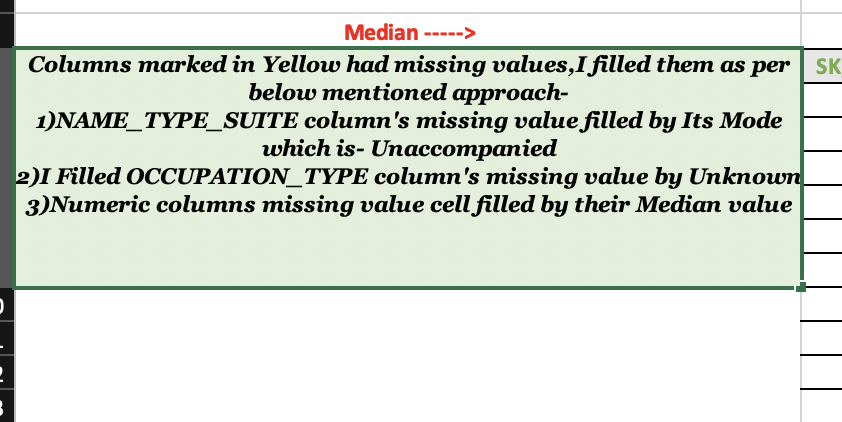 Median ----->
Columns marked in Yellow had missing values,I filled them as per
SK
below mentioned approach-
1)NAME_TYPE_SUITE column's missing value filled by Its Mode
which is- Unaccompanied
2)I Filled OCCUPATION_TYPE column's missing value by Unknown
3)Numeric columns missing value cell filled by their Median value